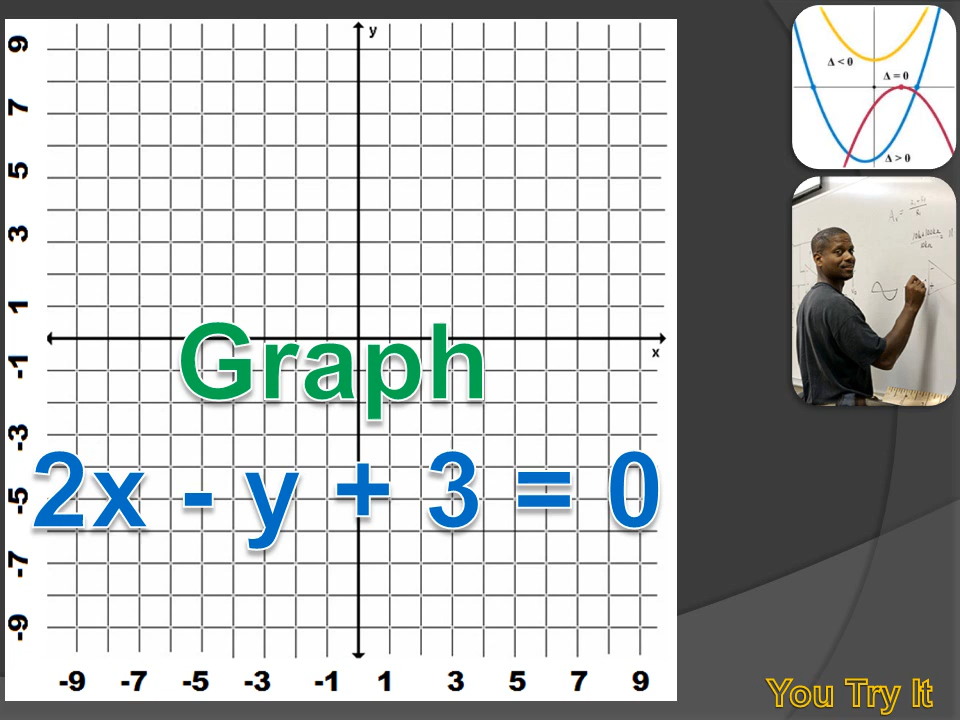 y
9
7
5
3
1
-1
-3
-5
-7
-9
x
Graph
2x - y + 3 = 0
-9 -7 -5 -3 -1 1 3 5 7 9
Δ < 0
Δ = 0
Δ > 0
You Try It